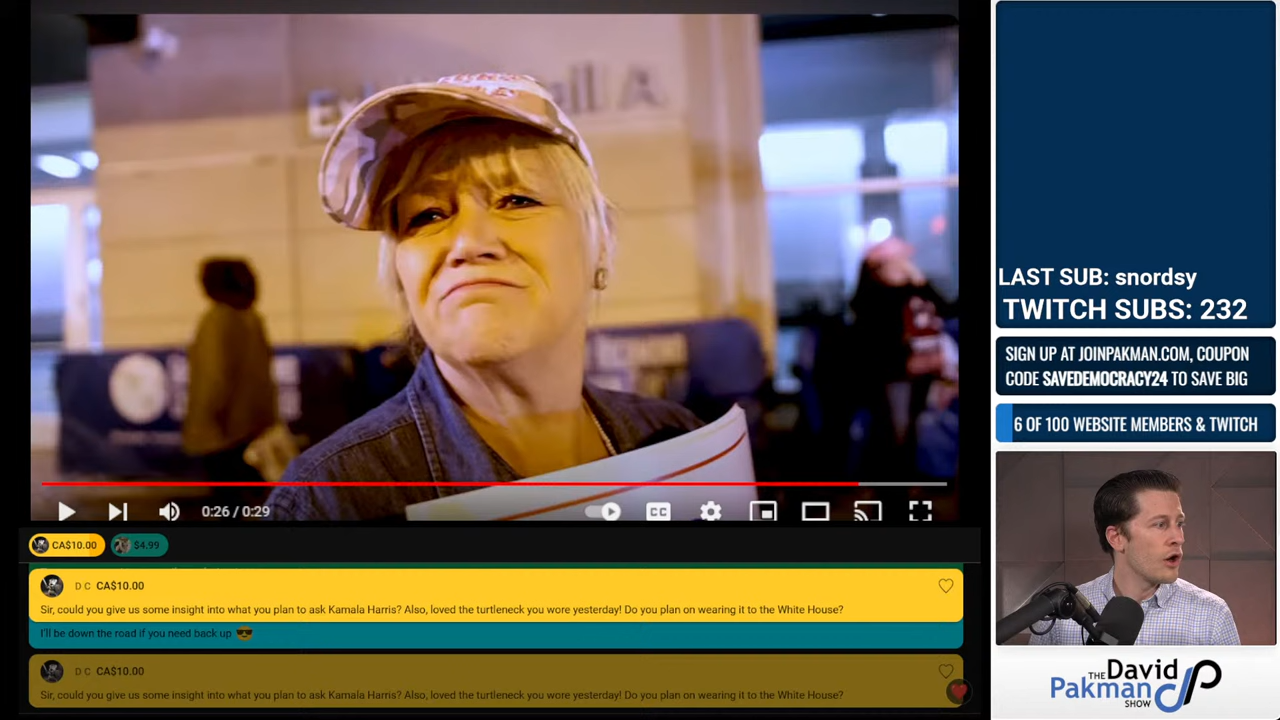 0:26 / 0:29
CC
CA$10.00
$4.99
D C CA$10.00
Sir, could you give us some insight into what you plan to ask Kamala Harris? Also, loved the turtleneck you wore yesterday! Do you plan on wearing it to the White House?
I'll be down the road if you need back up 😎
D C CA$10.00
Sir, could you give us some insight into what you plan to ask Kamala Harris? Also, loved the turtleneck you wore yesterday! Do you plan on wearing it to the White House?
LAST SUB: snordsy
TWITCH SUBS: 232
SIGN UP AT JOINPAKMAN.COM, COUPON
CODE SAVEDEMOCRACY24 TO SAVE BIG
6 OF 100 WEBSITE MEMBERS & TWITCH
THE David
Pakman
SHOW